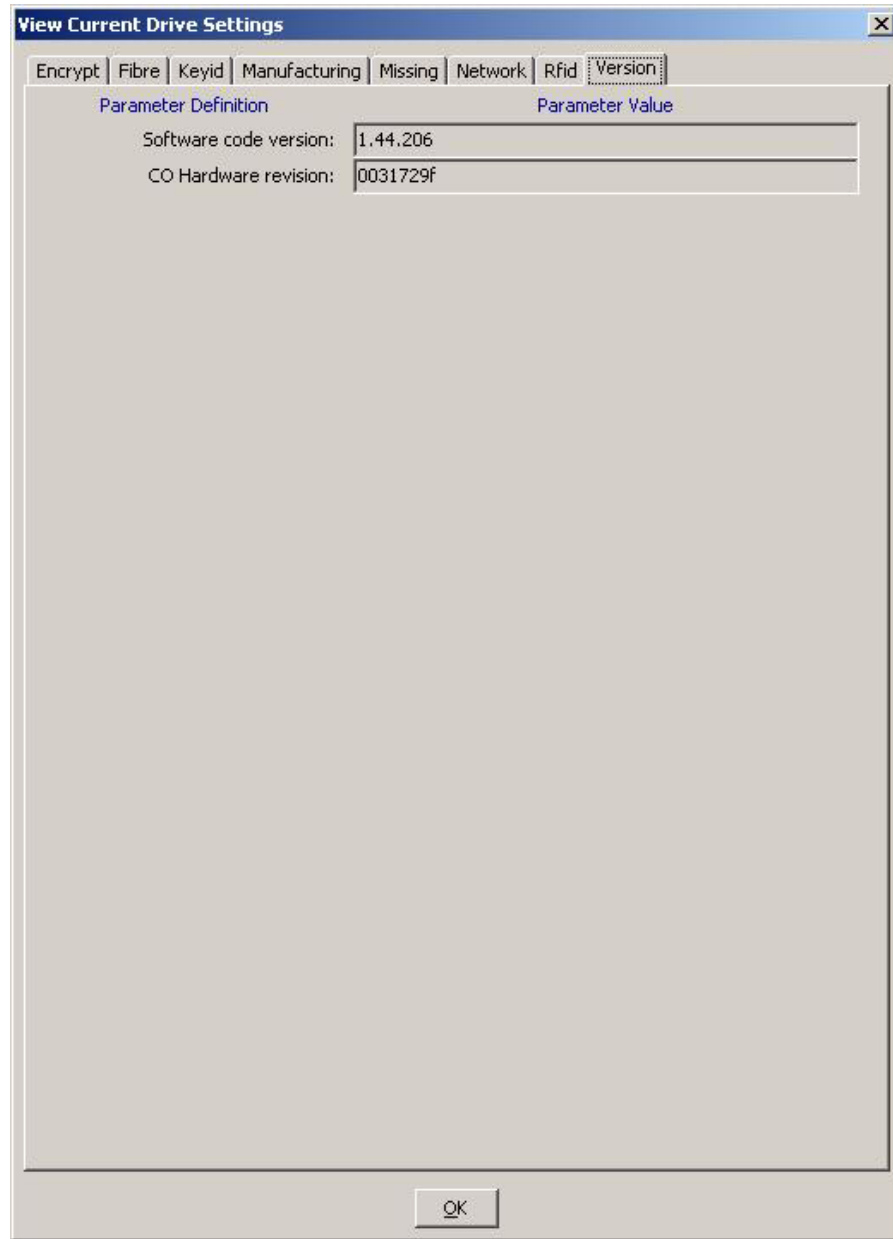 View Current Drive Settings
Encrypt Fibre Keyid Manufacturing Missing Network Rfid Version
Parameter Definition Parameter Value
Software code version: 1.44.206
CO Hardware revision: 0031729f
OK